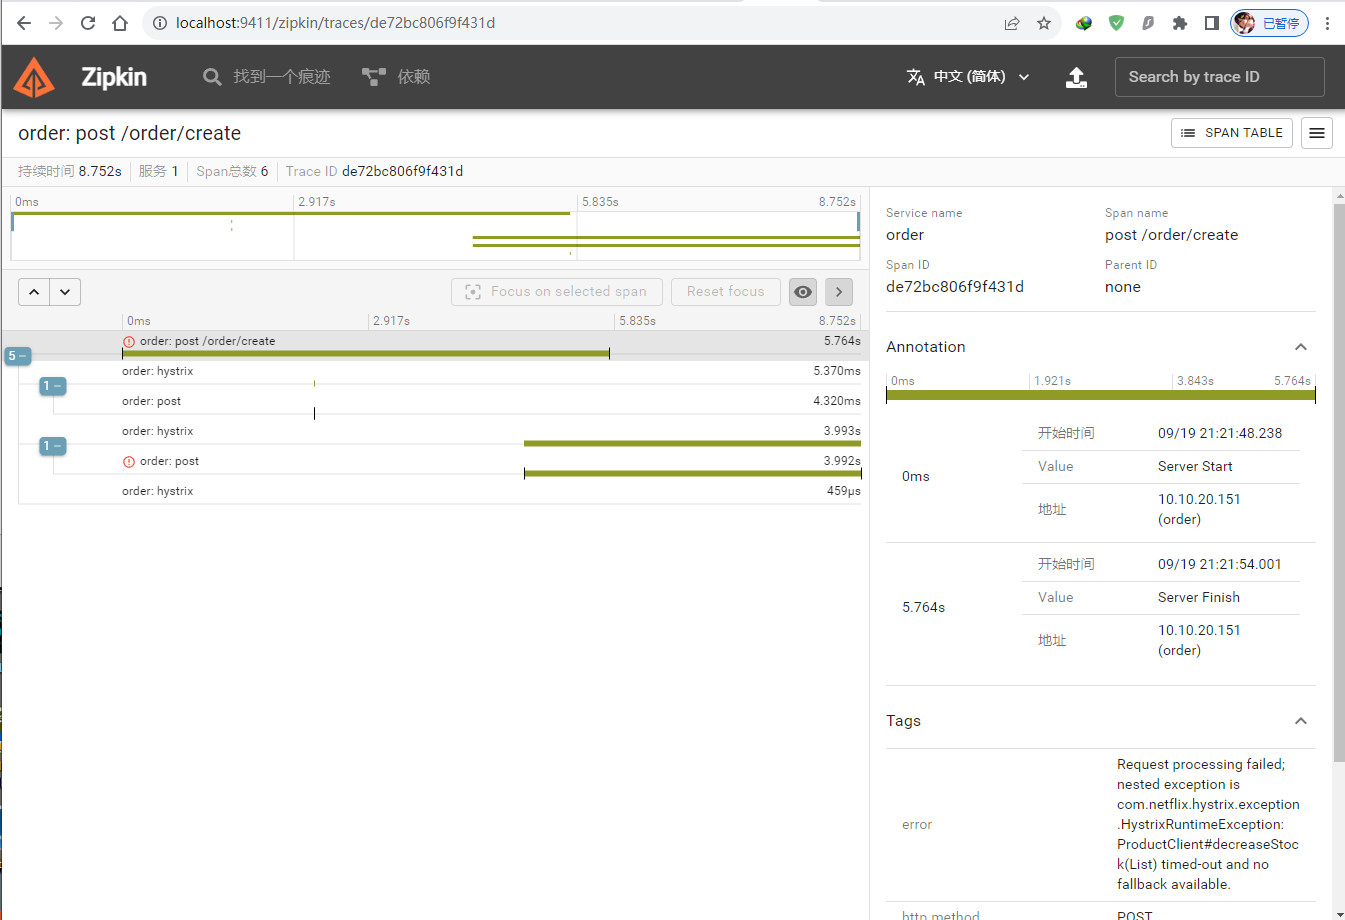 localhost:9411/zipkin/traces/de72bc806f9f431d
已暂停
Zipkin
找到一个痕迹
依赖
中文 (简体)
Search by trace ID
order: post /order/create
SPAN TABLE
持续时间 8.752s 服务 1 Span总数 6 Trace ID de72bc806f9f431d
0ms 2.917s 5.835s 8.752s
Focus on selected span
Reset focus
0ms 2.917s 5.835s 8.752s
order: post /order/create 5.764s
5 −
order: hystrix 5.370ms
1 −
order: post 4.320ms
order: hystrix 3.993s
1 −
order: post 3.992s
order: hystrix 459μs
Service name Span name
order post /order/create
Span ID Parent ID
de72bc806f9f431d none
Annotation
0ms 1.921s 3.843s 5.764s
开始时间 09/19 21:21:48.238
Value Server Start
0ms
地址 10.10.20.151
(order)
开始时间 09/19 21:21:54.001
Value Server Finish
5.764s
地址 10.10.20.151
(order)
Tags
error
Request processing failed;
nested exception is
com.netflix.hystrix.exception
.HystrixRuntimeException:
ProductClient#decreaseStoc
k(List) timed-out and no
fallback available.
http.method POST